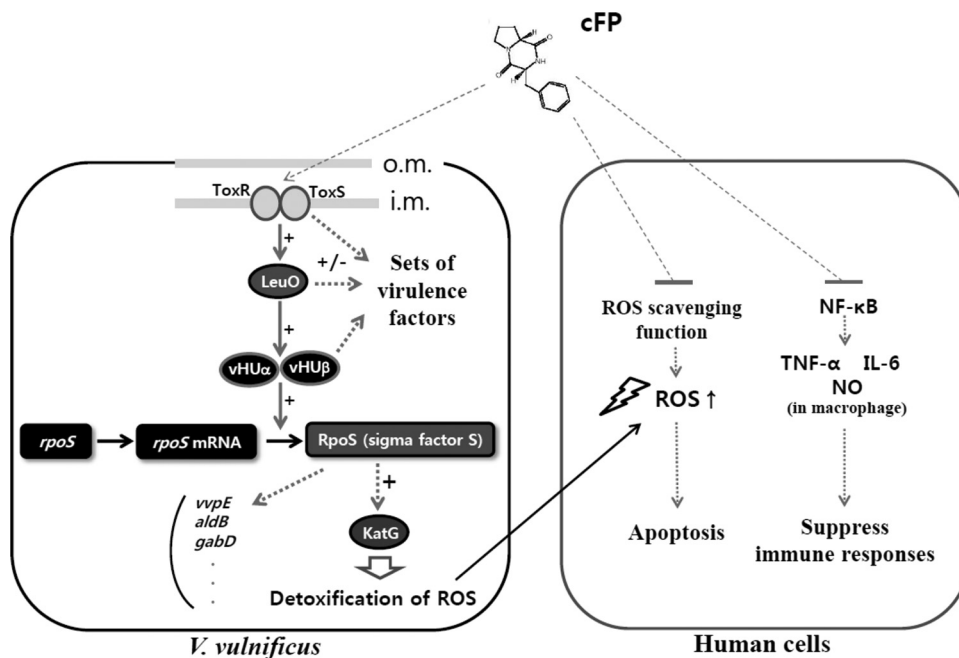 cFP
N
O
NH
O
H
H
o.m.
ToxR
ToxS
i.m.
+
+/-
LeuO
Sets of
virulence
factors
+
vHUα
vHUβ
+
rpoS
rpoS mRNA
RpoS (sigma factor S)
+
vvpE
aldB
gabD
KatG
Detoxification of ROS
V. vulnificus
ROS scavenging
function
ROS ↑
Apoptosis
NF-κB
TNF-α IL-6
NO
(in macrophage)
Suppress
immune responses
Human cells